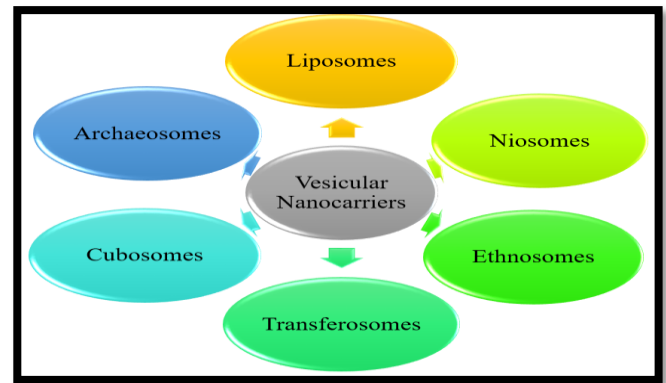 Liposomes
Archaeosomes
Niosomes
Vesicular
Nanocarriers
Cubosomes
Ethnosomes
Transferosomes